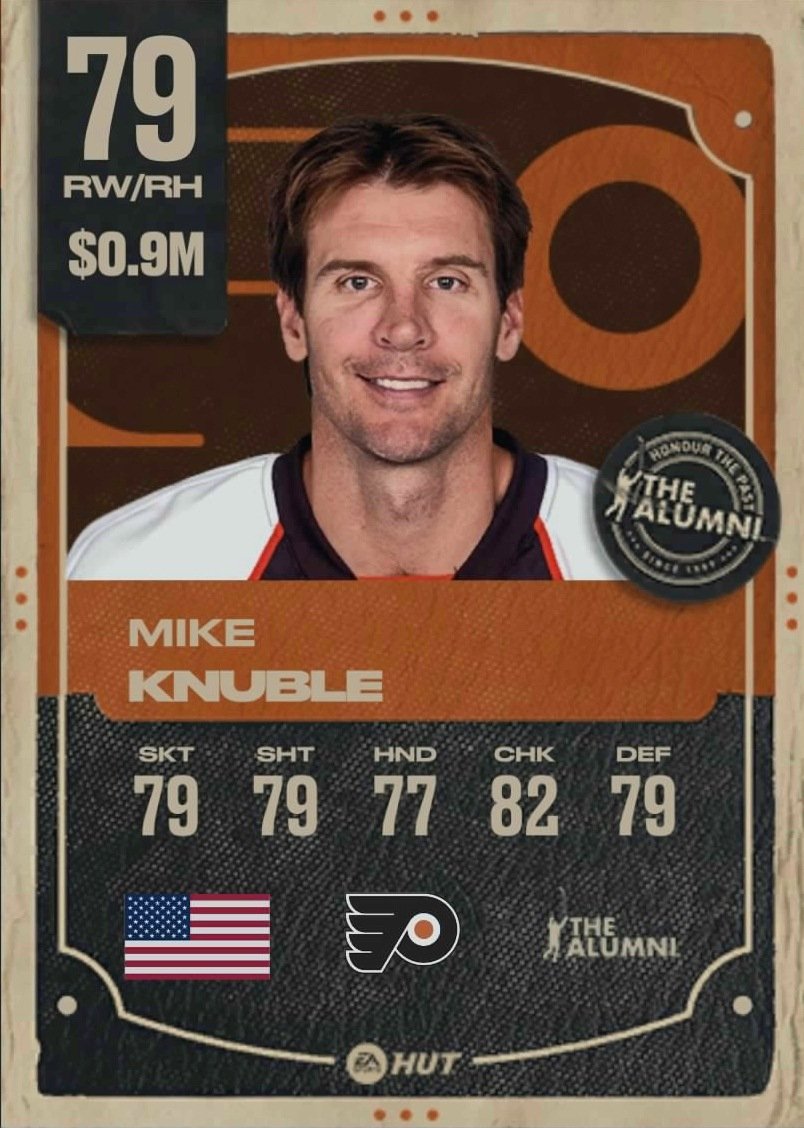 79
RW/RH
$0.9M
HONOUR THE PAST
THE
ALUMNI
MIKE
KNUBLE
SKT SHT HND CHK DEF
79 79 77 82 79
THE
ALUMNI
EA
HUT